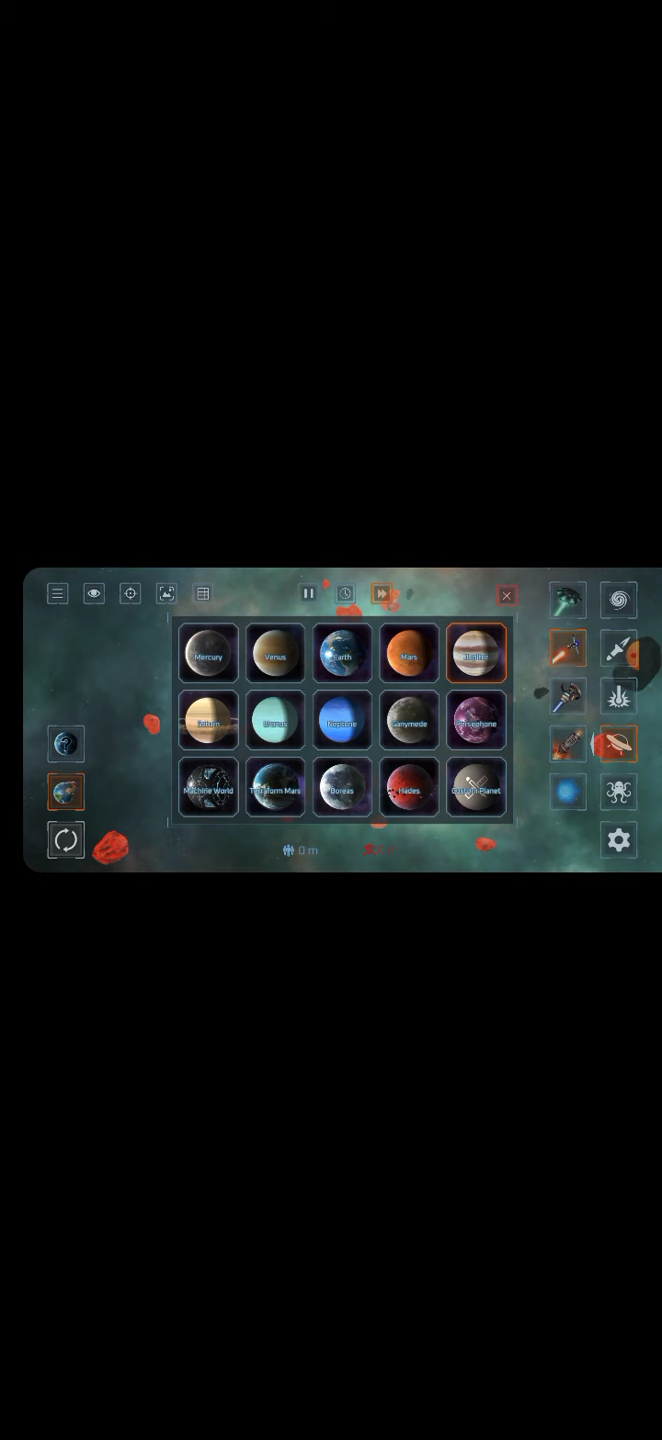 Mercury
Venus
Earth
Mars
Jupiter
Saturn
Uranus
Neptune
Ganymede
Persephone
Machine World
Terraform Mars
Boreas
Hades
Custom Planet
0 m